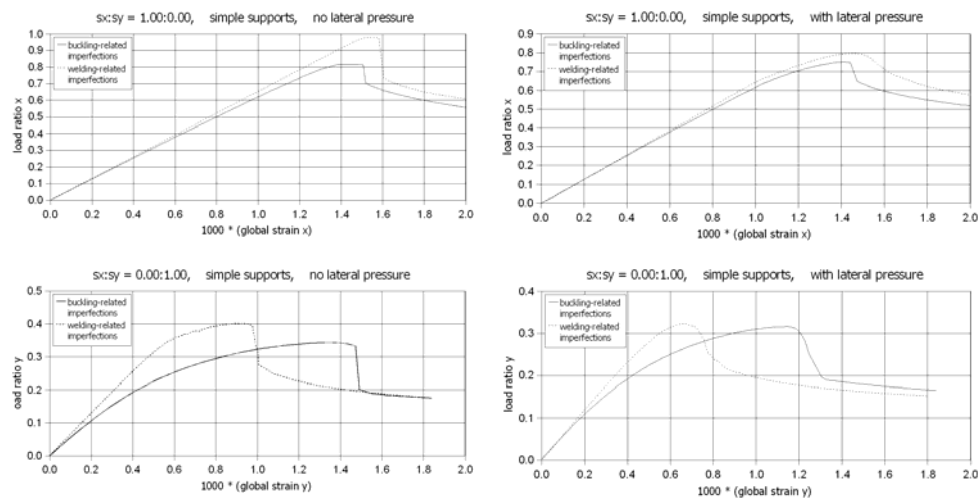 sx:sy = 1.00:0.00, simple supports, no lateral pressure
1.0
0.9
0.8
0.7
0.6
0.5
0.4
0.3
0.2
0.1
0.0
load ratio x
buckling-related
imperfections
welding-related
imperfections
0.0 0.2 0.4 0.6 0.8 1.0 1.2 1.4 1.6 1.8 2.0
1000 * (global strain x)
sx:sy = 1.00:0.00, simple supports, with lateral pressure
0.9
0.8
0.7
0.6
0.5
0.4
0.3
0.2
0.1
0.0
load ratio x
buckling-related
imperfections
welding-related
imperfections
0.0 0.2 0.4 0.6 0.8 1.0 1.2 1.4 1.6 1.8 2.0
1000 * (global strain x)
sx:sy = 0.00:1.00, simple supports, no lateral pressure
0.5
0.4
0.3
0.2
0.1
0.0
oad ratio y
buckling-related
imperfections
welding-related
imperfections
0.0 0.2 0.4 0.6 0.8 1.0 1.2 1.4 1.6 1.8 2.0
1000 * (global strain y)
sx:sy = 0.00:1.00, simple supports, with lateral pressure
0.4
0.3
0.2
0.1
0.0
load ratio y
buckling-related
imperfections
welding-related
imperfections
0.0 0.2 0.4 0.6 0.8 1.0 1.2 1.4 1.6 1.8 2.0
1000 * (global strain y)